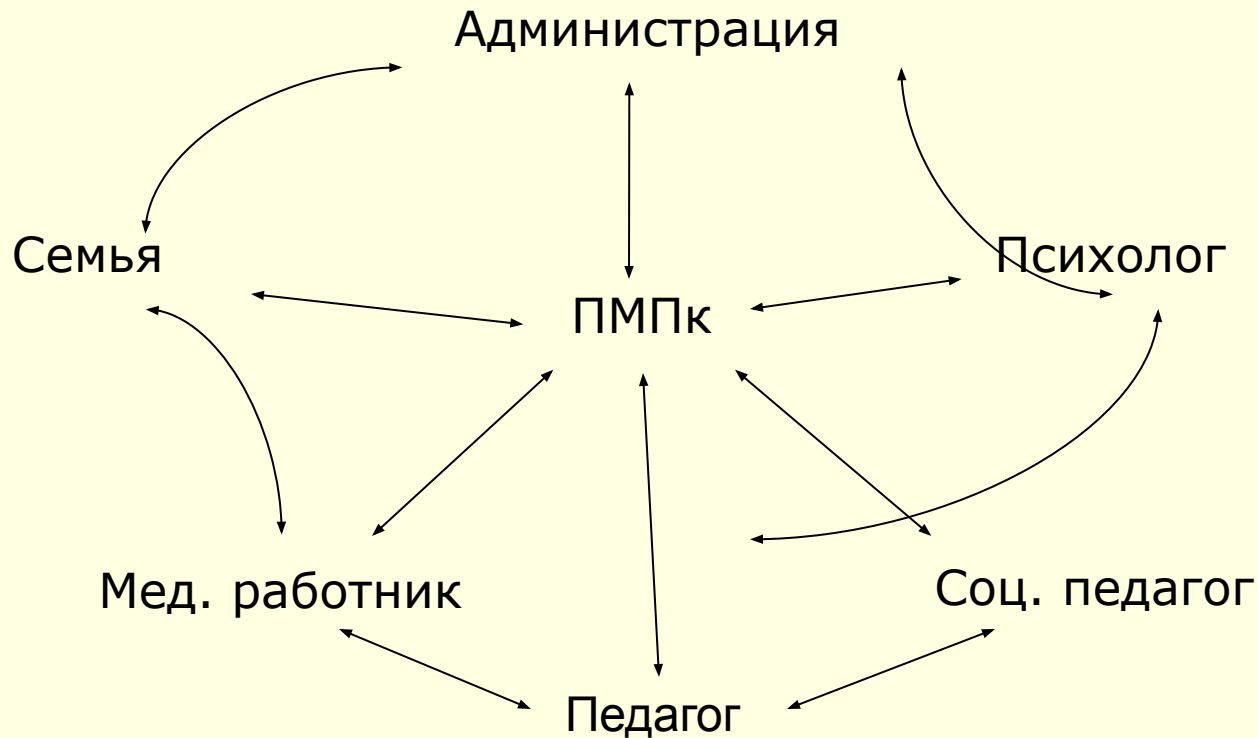 Администрация
Семья
Психолог
ПМПк
Мед. работник
Соц. педагог
Педагог